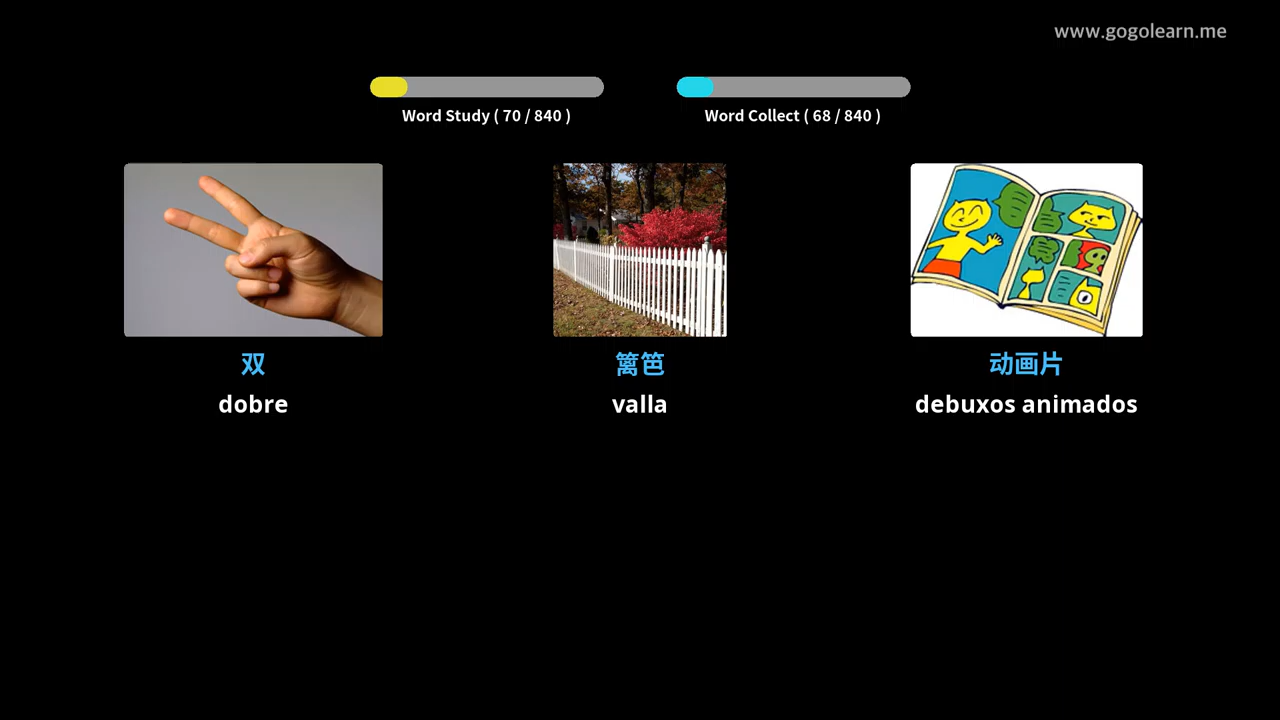 www.gogolearn.me
Word Study ( 70 / 840 )
Word Collect ( 68 / 840 )
双
篱笆
动画片
dobre
valla
debuxos animados